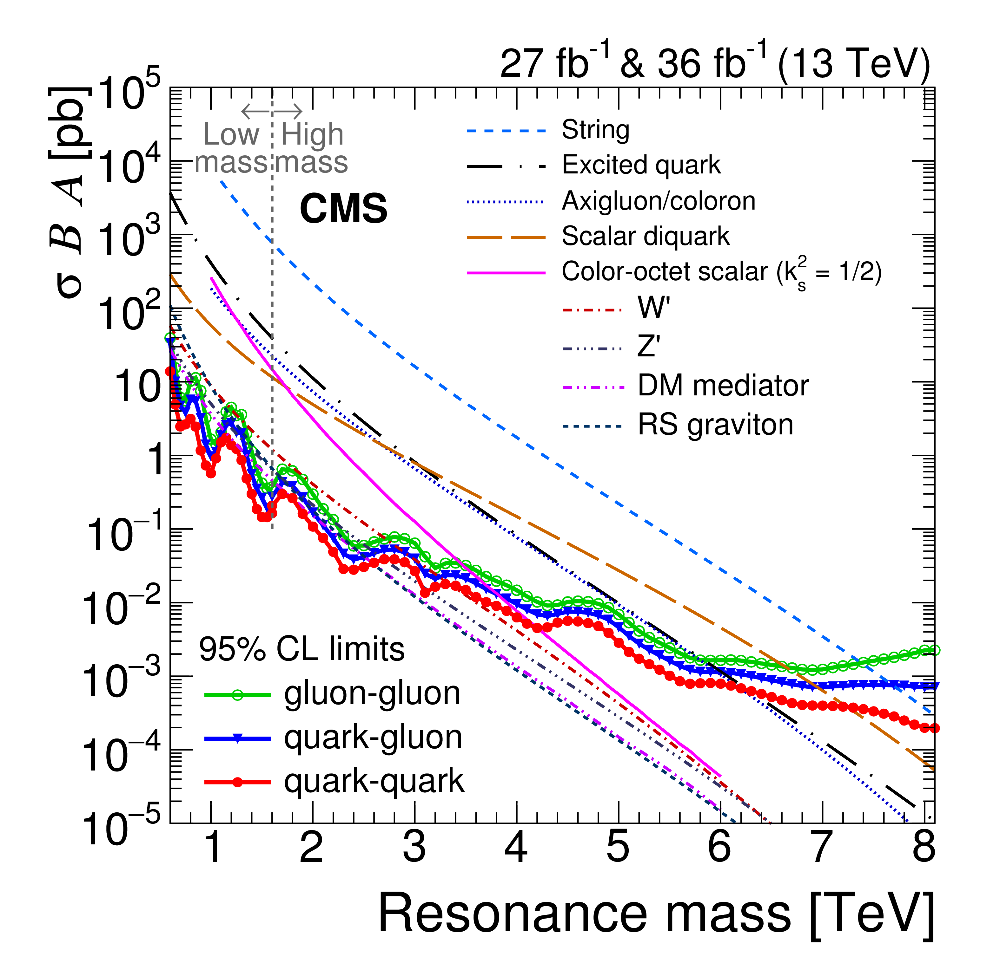 27 fb⁻¹ & 36 fb⁻¹ (13 TeV)
σ B A [pb]
10⁵
10⁴
10³
10²
10
1
10⁻¹
10⁻²
10⁻³
10⁻⁴
10⁻⁵
Low mass
High mass
CMS
String
Excited quark
Axigluon/coloron
Scalar diquark
Color-octet scalar (kₛ² = 1/2)
W'
Z'
DM mediator
RS graviton
95% CL limits
gluon-gluon
quark-gluon
quark-quark
1 2 3 4 5 6 7 8
Resonance mass [TeV]